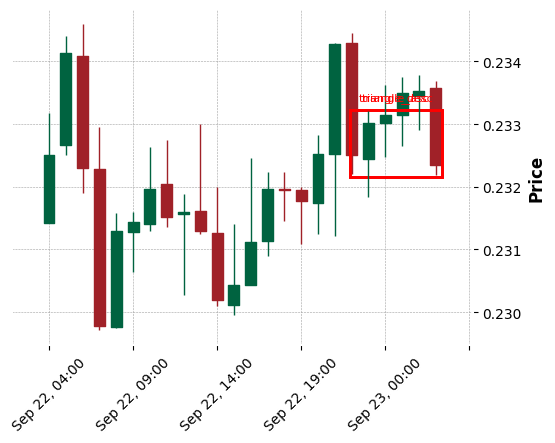 0.234
0.233
0.232
0.231
0.230
Price
Sep 22, 04:00
Sep 22, 09:00
Sep 22, 14:00
Sep 22, 19:00
Sep 23, 00:00